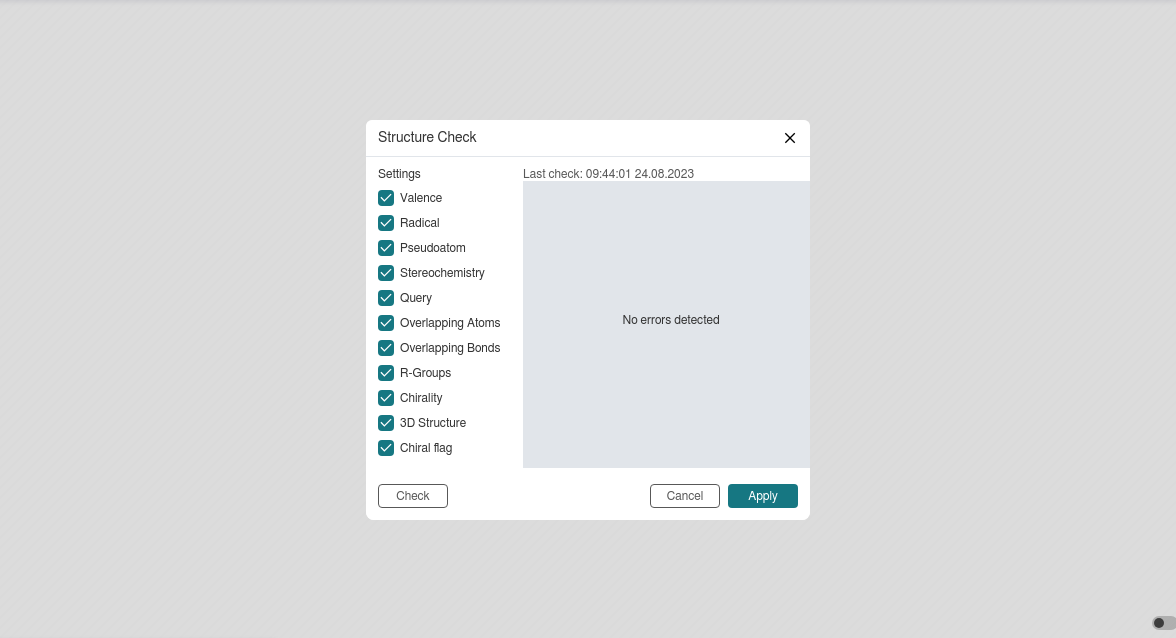 Structure Check
Settings
Last check: 09:44:01 24.08.2023
Valence
Radical
Pseudoatom
Stereochemistry
Query
Overlapping Atoms
Overlapping Bonds
R-Groups
Chirality
3D Structure
Chiral flag
No errors detected
Check
Cancel
Apply